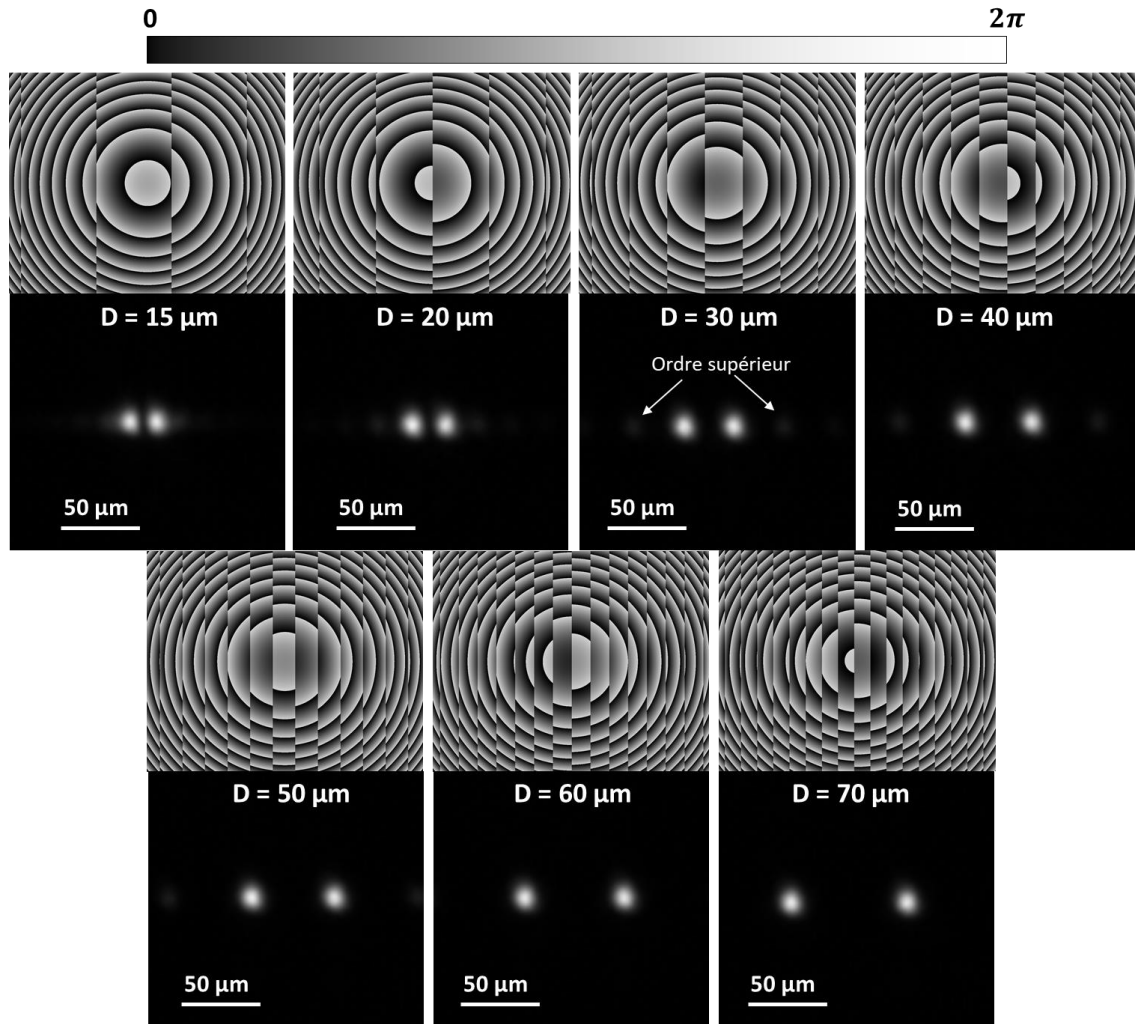 0 2π
D = 15 µm D = 20 µm D = 30 µm D = 40 µm
Ordre supérieur
50 µm 50 µm 50 µm 50 µm
D = 50 µm D = 60 µm D = 70 µm
50 µm 50 µm 50 µm